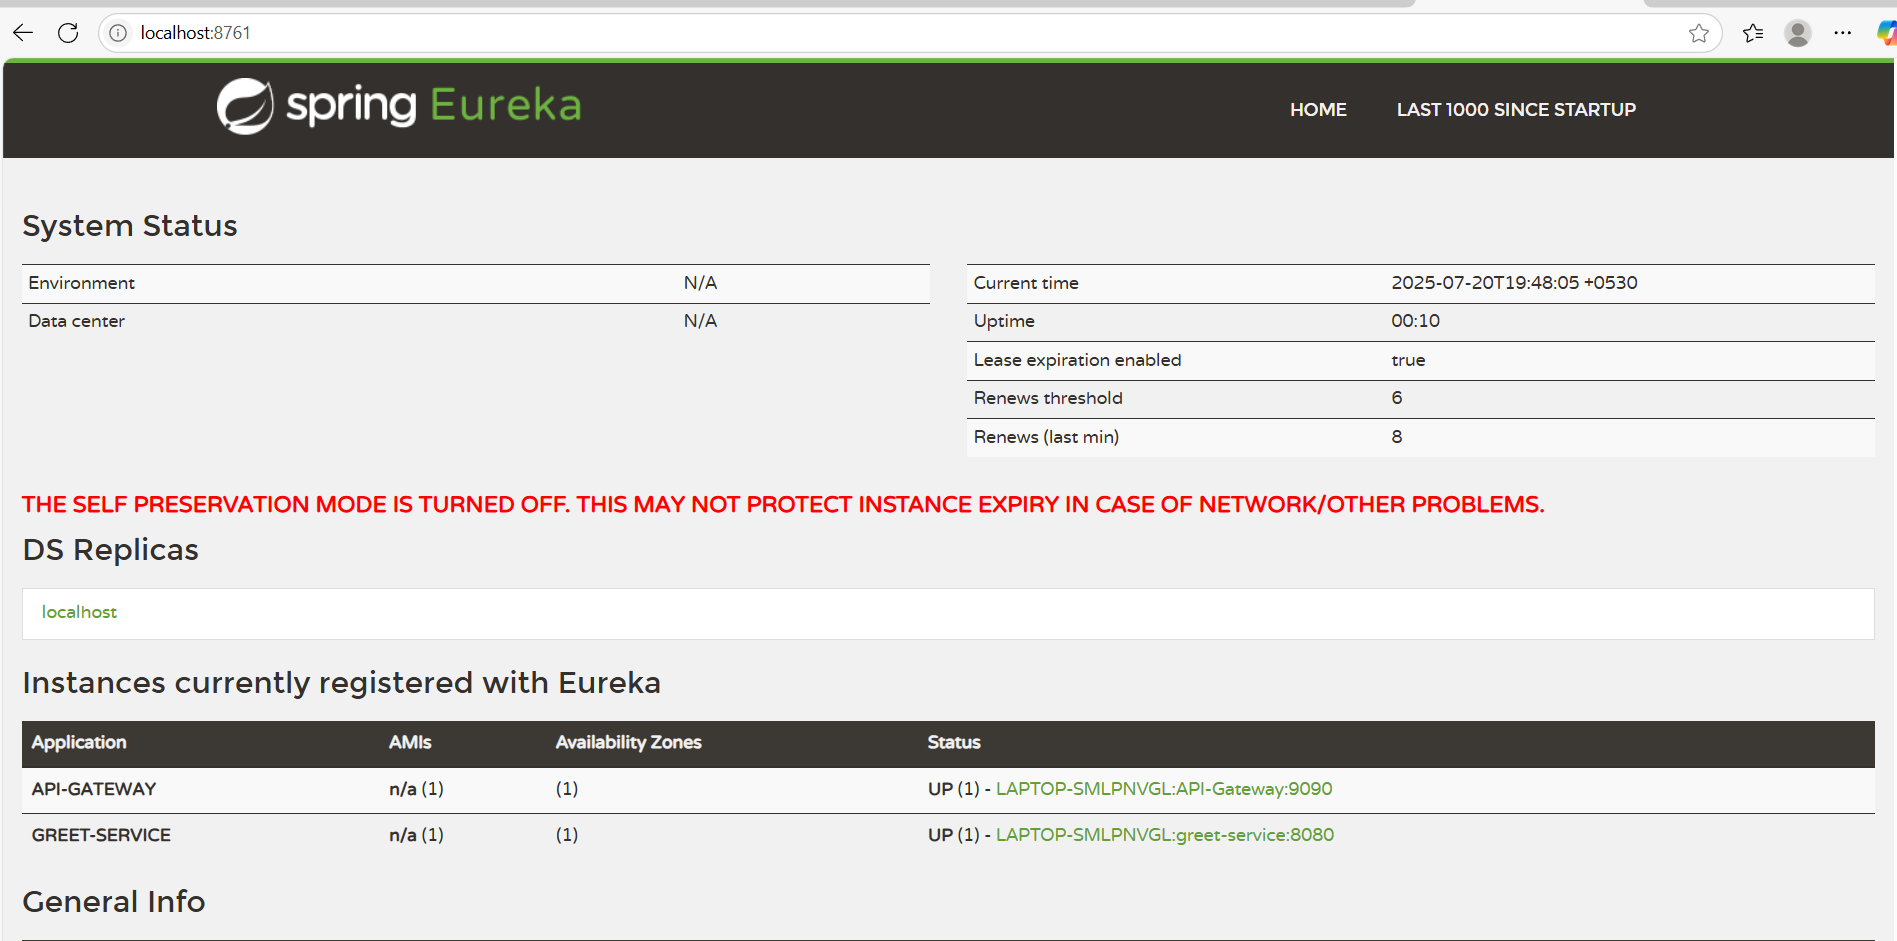 localhost:8761
spring Eureka
HOME LAST 1000 SINCE STARTUP
System Status
Environment N/A
Data center N/A
Current time 2025-07-20T19:48:05 +0530
Uptime 00:10
Lease expiration enabled true
Renews threshold 6
Renews (last min) 8
THE SELF PRESERVATION MODE IS TURNED OFF. THIS MAY NOT PROTECT INSTANCE EXPIRY IN CASE OF NETWORK/OTHER PROBLEMS.
DS Replicas
localhost
Instances currently registered with Eureka
Application AMIs Availability Zones Status
API-GATEWAY n/a (1) (1) UP (1) - LAPTOP-SMLPNVGL:API-Gateway:9090
GREET-SERVICE n/a (1) (1) UP (1) - LAPTOP-SMLPNVGL:greet-service:8080
General Info